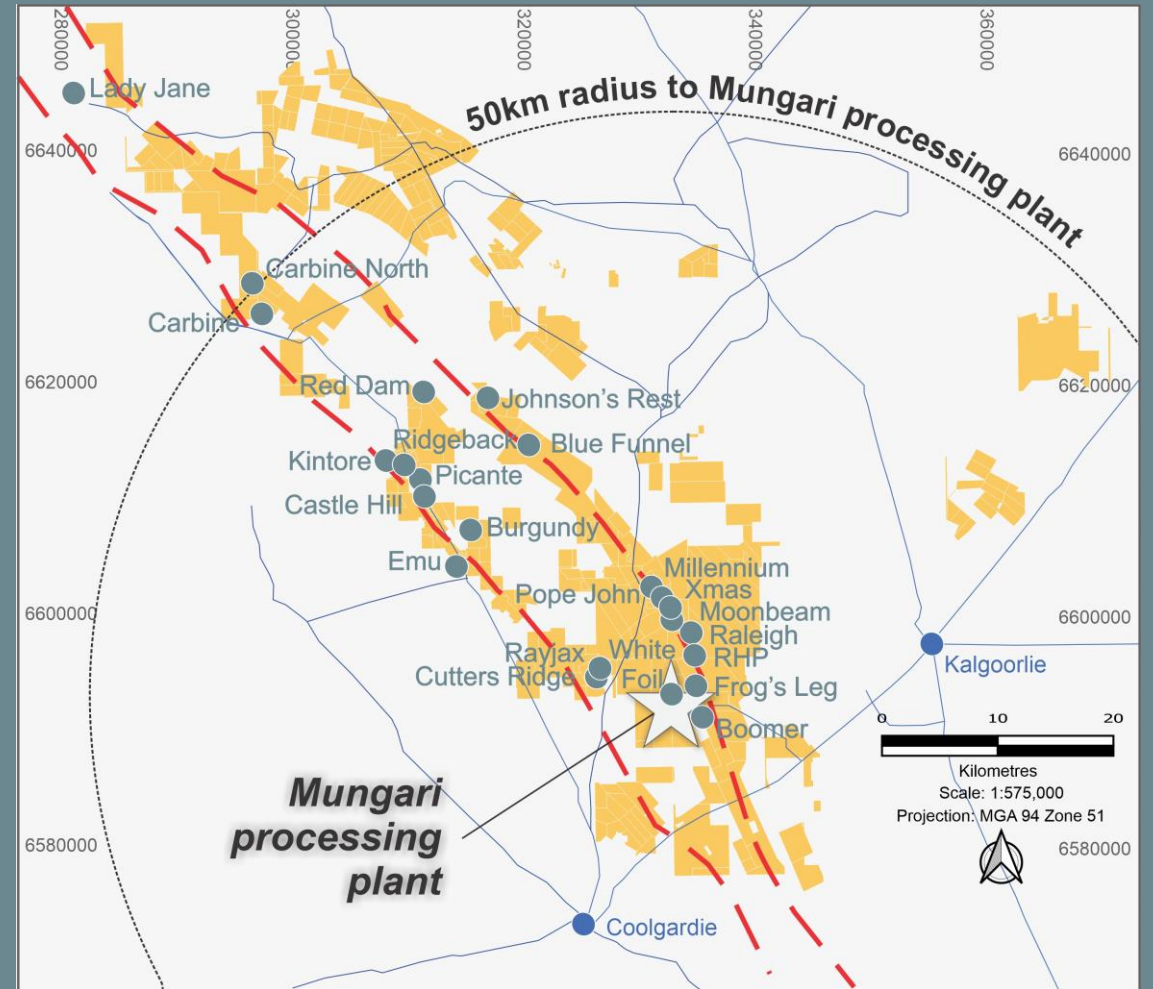 280000
300000
320000
340000
360000
Lady Jane
50km radius to Mungari processing plant
6640000
6640000
Carbine North
Carbine
6620000
6620000
Red Dam
Johnson's Rest
Ridgeback
Blue Funnel
Kintore
Picante
Castle Hill
Burgundy
Emu
Millennium
Pope John
Xmas
Moonbeam
6600000
6600000
Raleigh
White
Rayjax
RHP
Kalgoorlie
Cutters Ridge
Foil
Frog's Leg
Boomer
0 10 20
Kilometres
Scale: 1:575,000
Projection: MGA 94 Zone 51
Mungari
processing
plant
6580000
6580000
Coolgardie